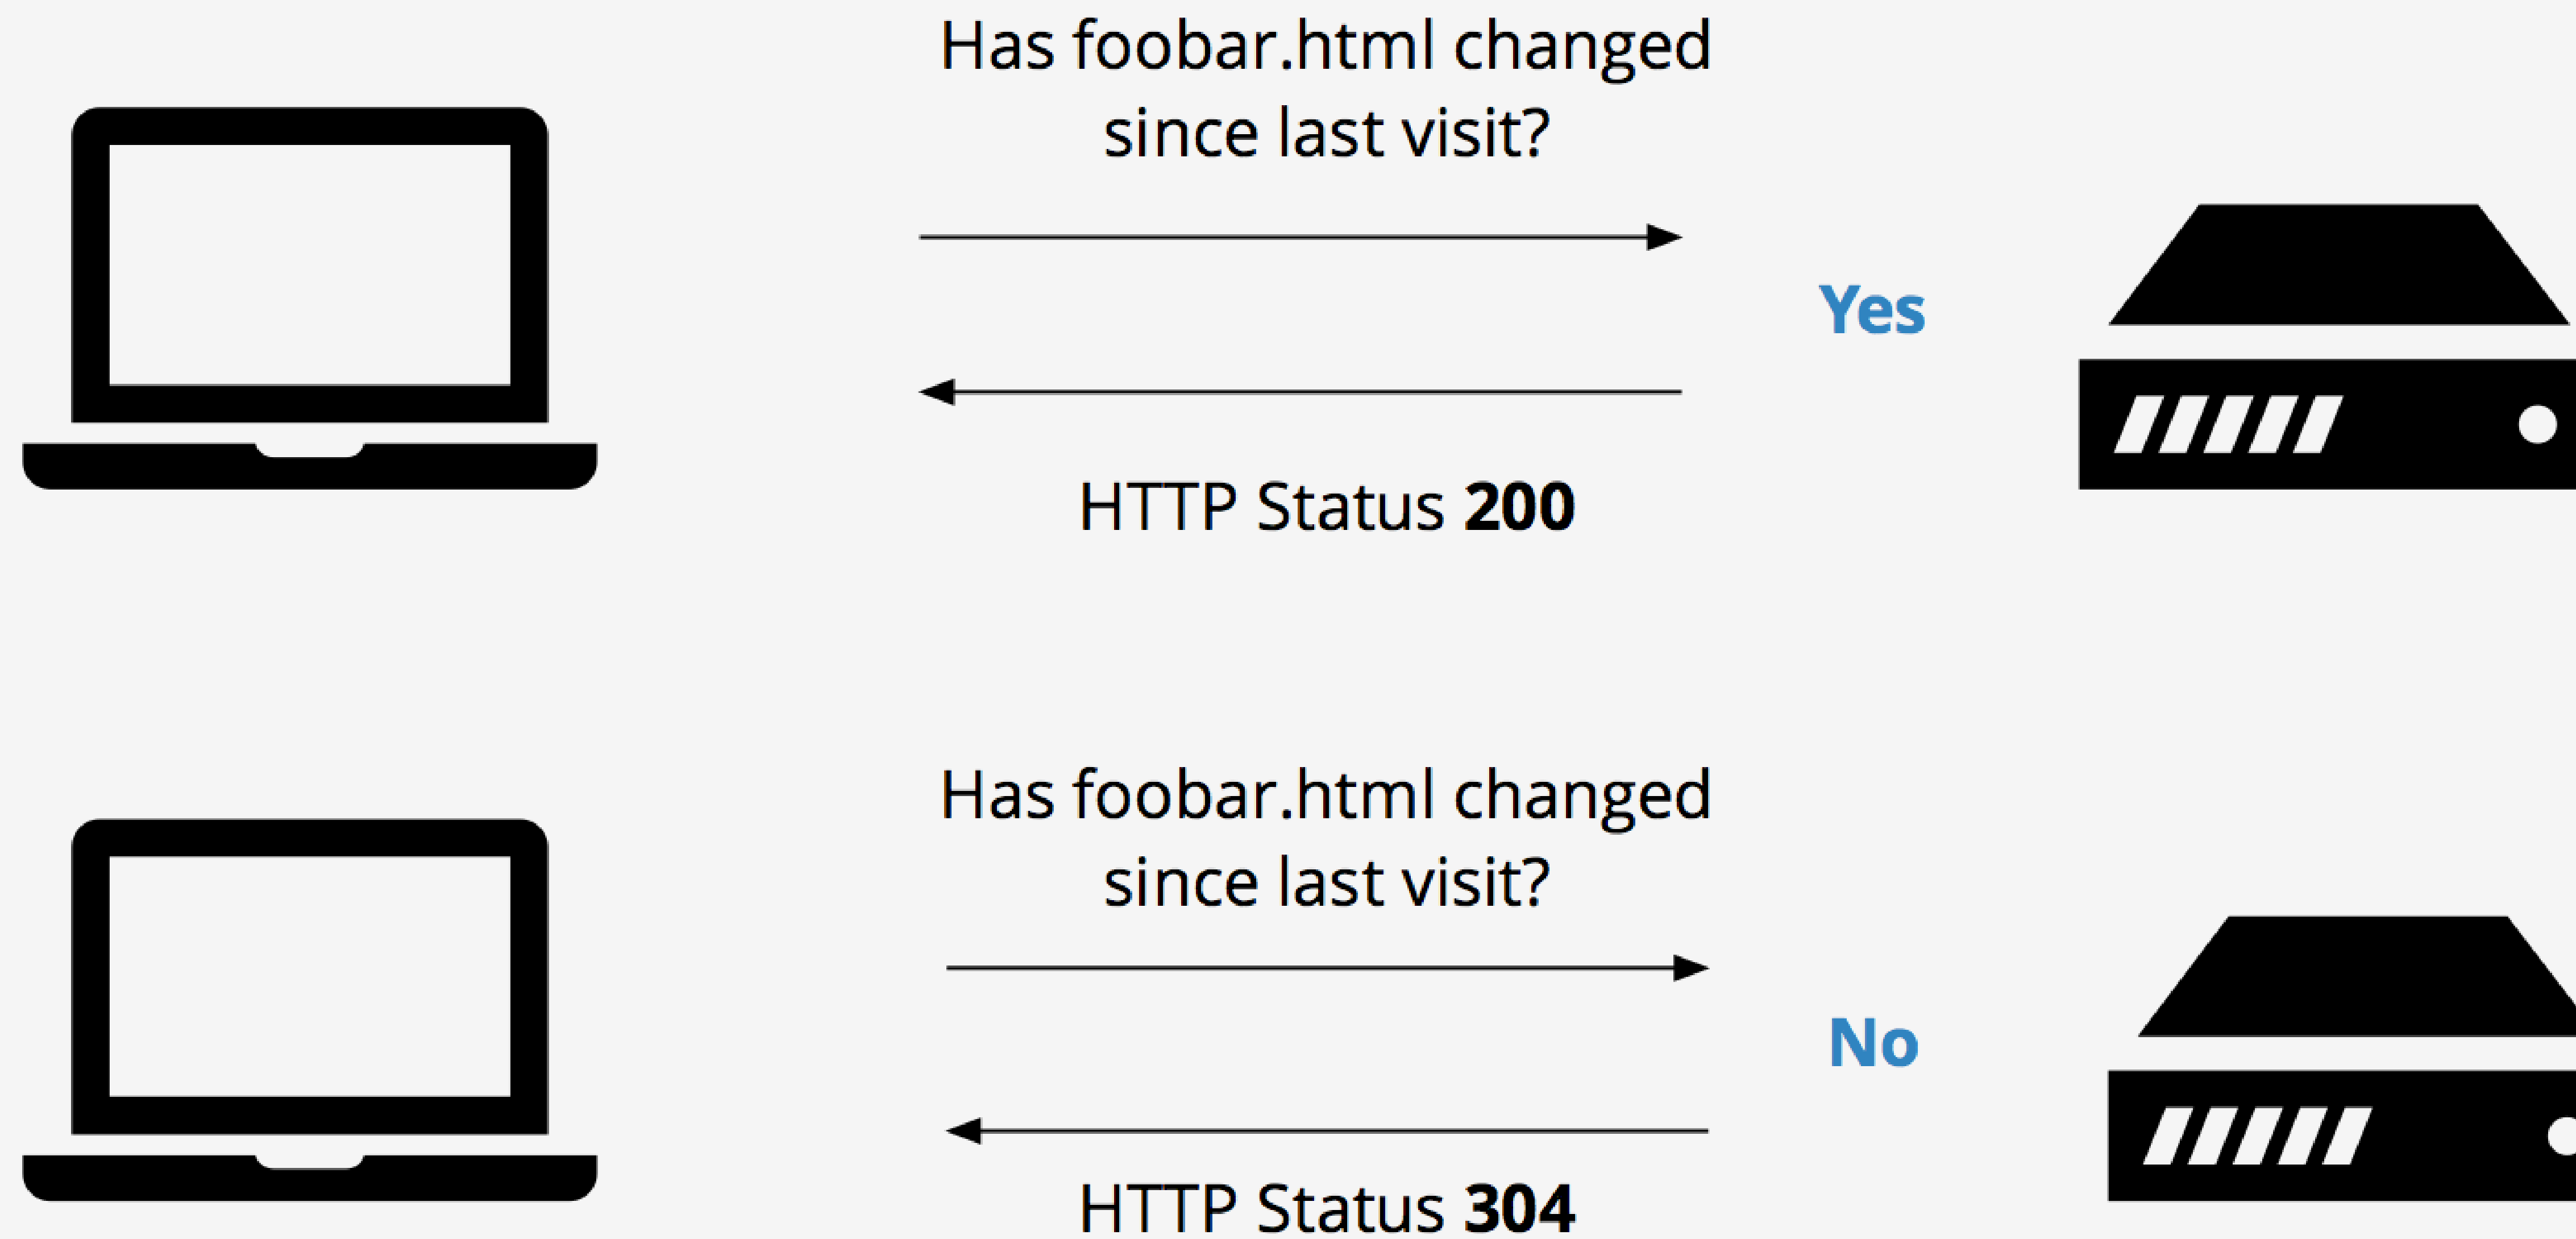 Has foobar.html changed
since last visit?
Yes
HTTP Status 200
Has foobar.html changed
since last visit?
No
HTTP Status 304